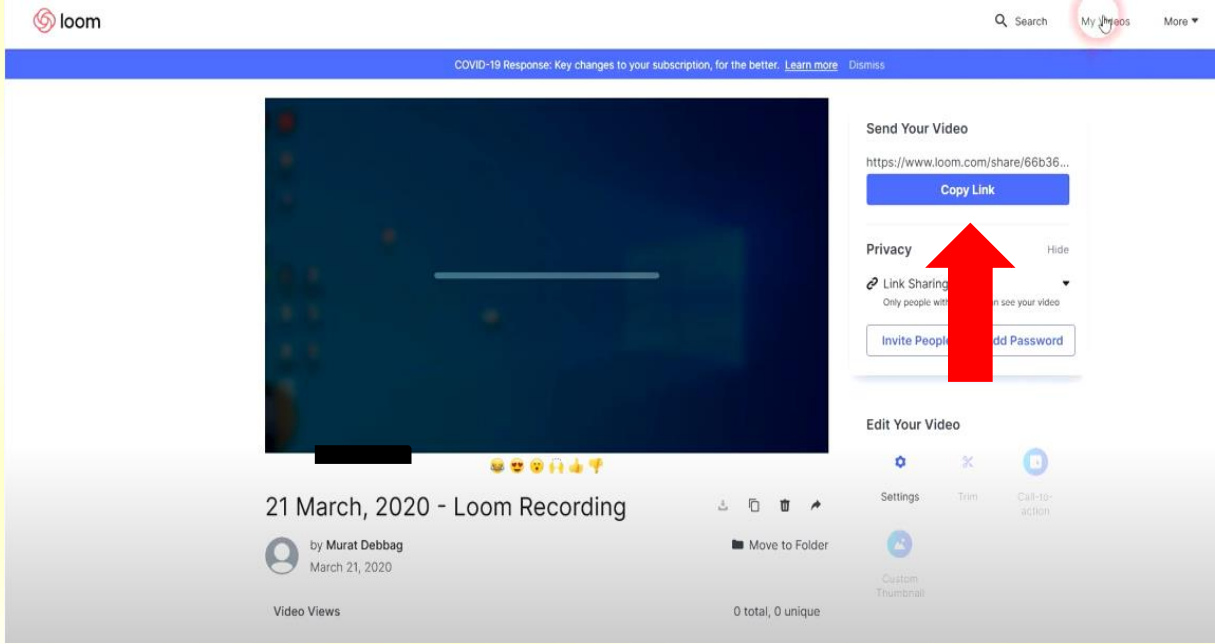 loom
Search My Videos More
COVID-19 Response: Key changes to your subscription, for the better. Learn more Dismiss
Send Your Video
https://www.loom.com/share/66b36...
Copy Link
Privacy Hide
Link Sharing
Only people with see your video
Invite People Password
Edit Your Video
Settings Trim Call-to-
action
Custom
Thumbnail
21 March, 2020 - Loom Recording
by Murat Debbag
March 21, 2020
Move to Folder
Video Views 0 total, 0 unique